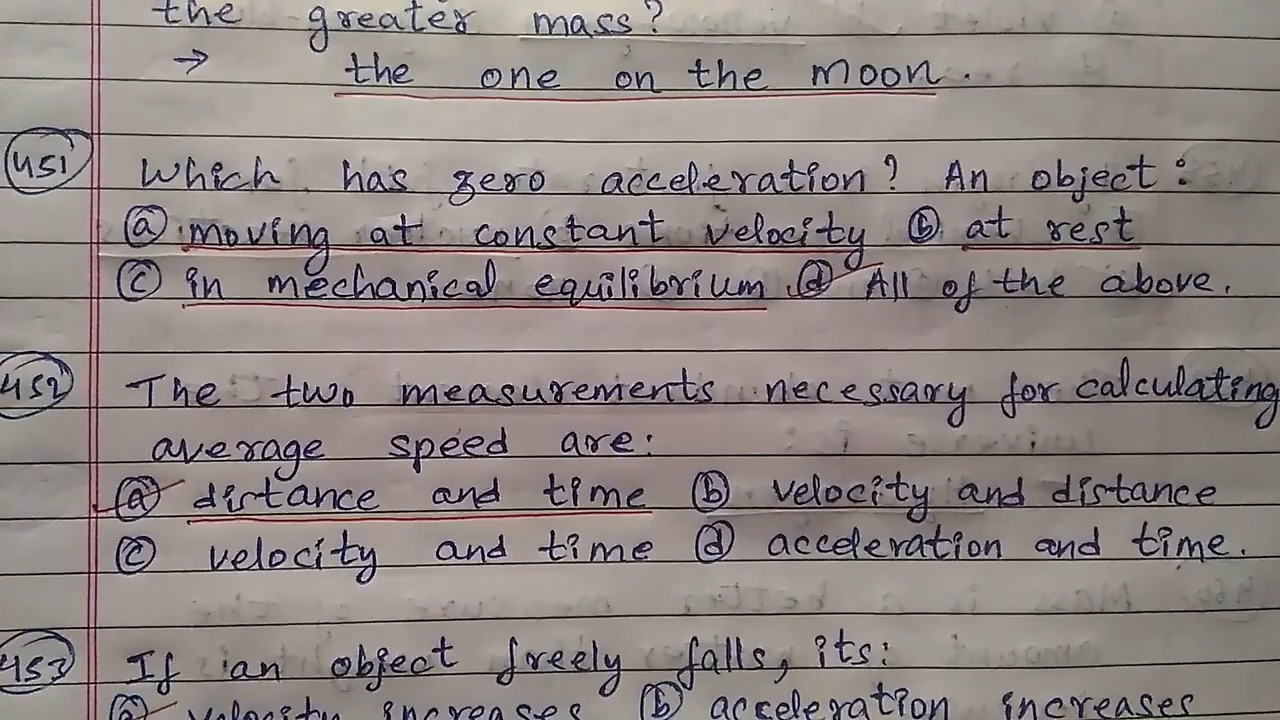 the greater mass?
→ the one on the moon.
451 Which has zero acceleration? An object:
ⓐ moving at constant velocity ⓑ at rest
ⓒ in mechanical equilibrium ⓓ All of the above.
452 The two measurements necessary for calculating
average speed are:
ⓐ distance and time ⓑ velocity and distance
ⓒ velocity and time ⓓ acceleration and time.
453 If an object freely falls, its:
ⓐ velocity increases ⓑ acceleration increases